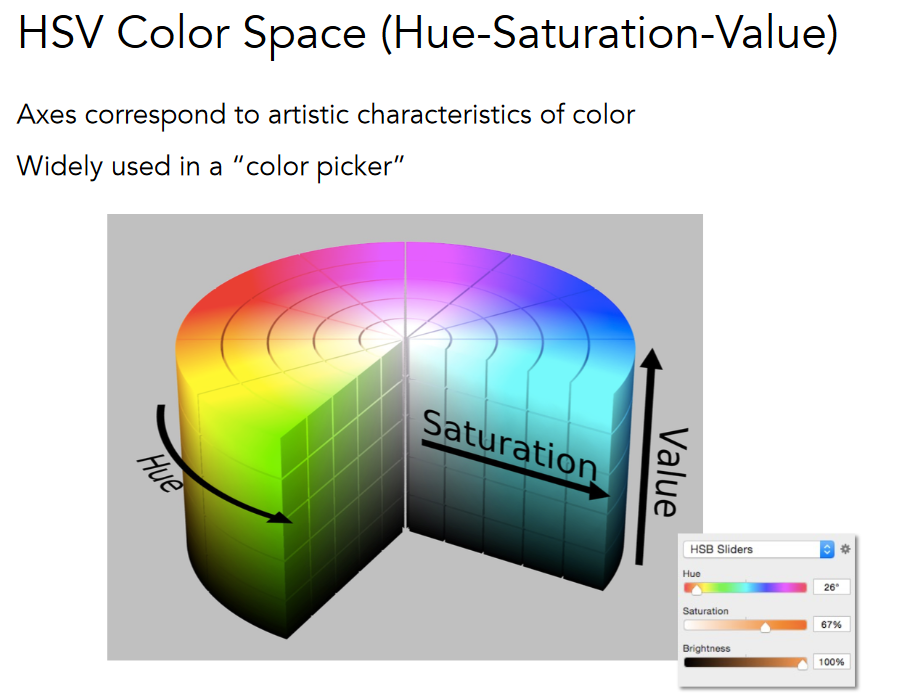 HSV Color Space (Hue-Saturation-Value)
Axes correspond to artistic characteristics of color
Widely used in a “color picker”
Hue
Saturation
Value
HSB Sliders
Hue
26°
Saturation
67%
Brightness
100%